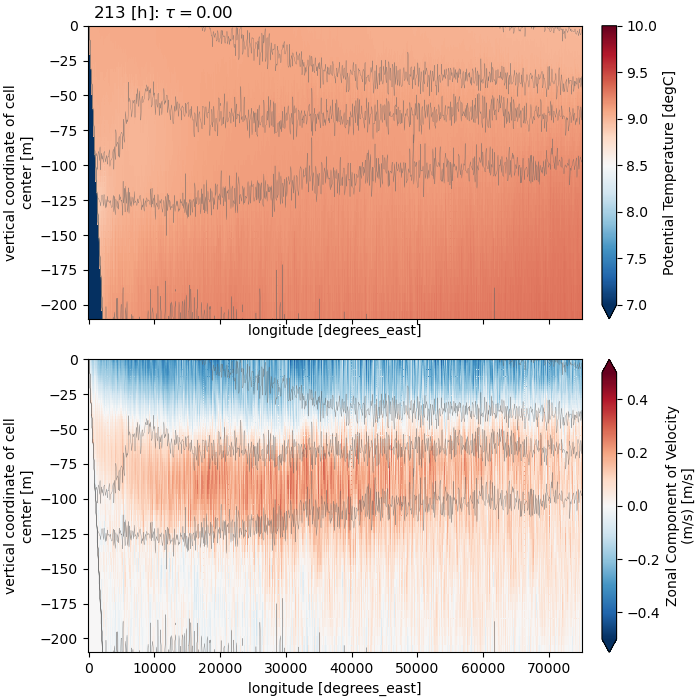 213 [h]: τ = 0.00
0
−25
−50
−75
−100
−125
−150
−175
−200
vertical coordinate of cell
center [m]
longitude [degrees_east]
10.0
9.5
9.0
8.5
8.0
7.5
7.0
Potential Temperature [degC]
0
−25
−50
−75
−100
−125
−150
−175
−200
vertical coordinate of cell
center [m]
0 10000 20000 30000 40000 50000 60000 70000
longitude [degrees_east]
0.4
0.2
0.0
−0.2
−0.4
Zonal Component of Velocity
(m/s) [m/s]